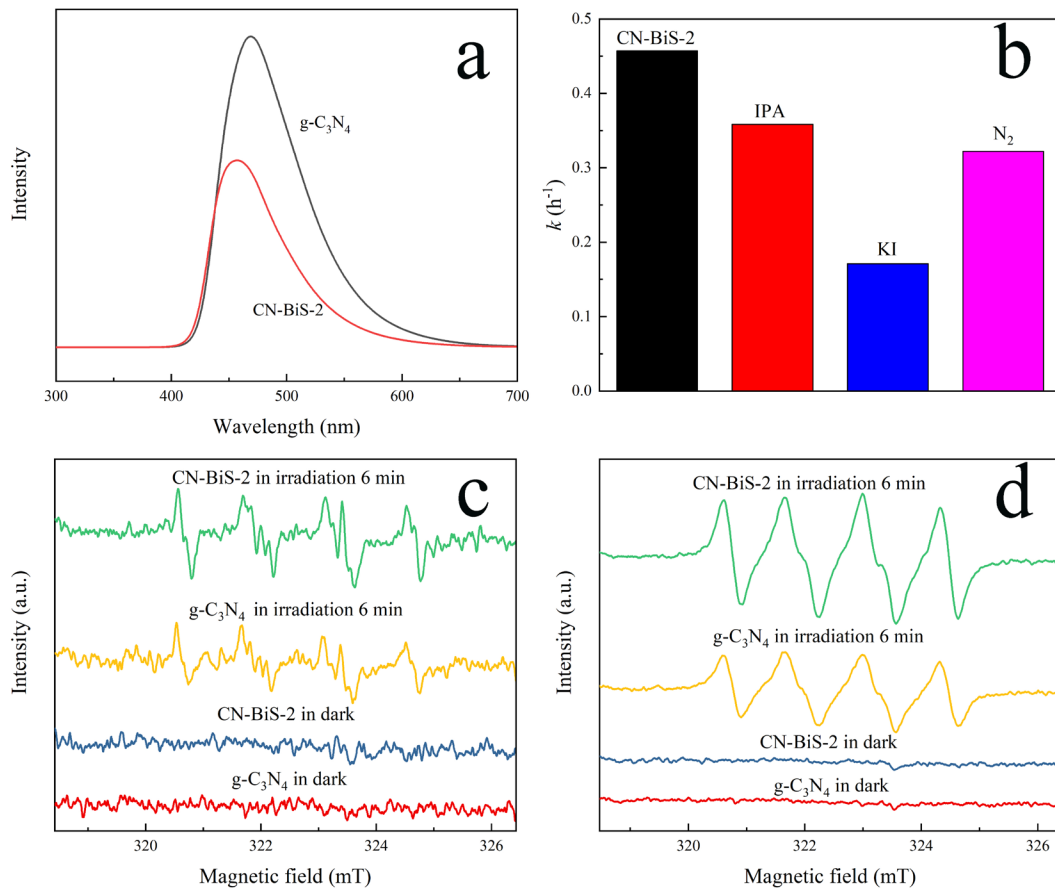 a
g-C₃N₄
CN-BiS-2
Intensity
300
400
500
600
700
Wavelength (nm)
b
CN-BiS-2
IPA
KI
N₂
k (h⁻¹)
0.5
0.4
0.3
0.2
0.1
0.0
c
CN-BiS-2 in irradiation 6 min
g-C₃N₄ in irradiation 6 min
CN-BiS-2 in dark
g-C₃N₄ in dark
Intensity (a.u.)
320
322
324
326
Magnetic field (mT)
d
CN-BiS-2 in irradiation 6 min
g-C₃N₄ in irradiation 6 min
CN-BiS-2 in dark
g-C₃N₄ in dark
Intensity (a.u.)
320
322
324
326
Magnetic field (mT)